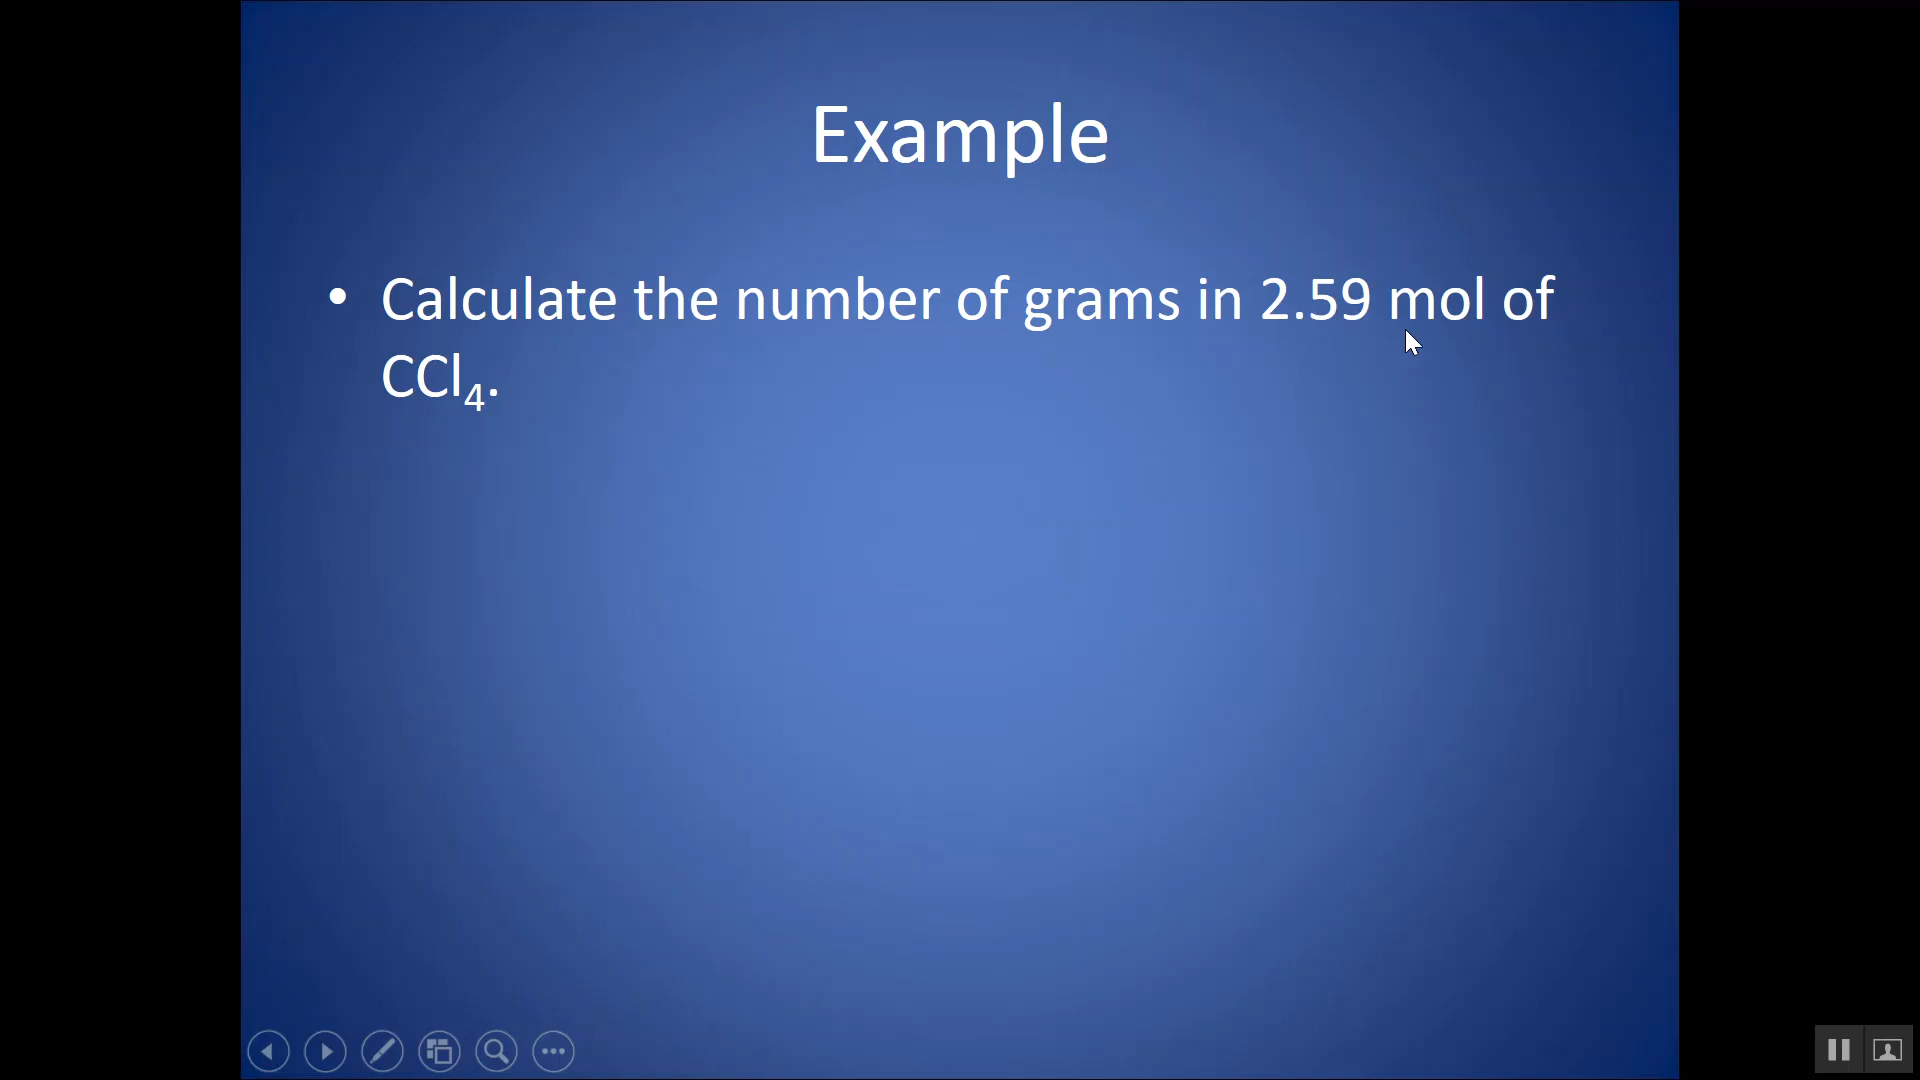 Example
• Calculate the number of grams in 2.59 mol of
CCl₄.